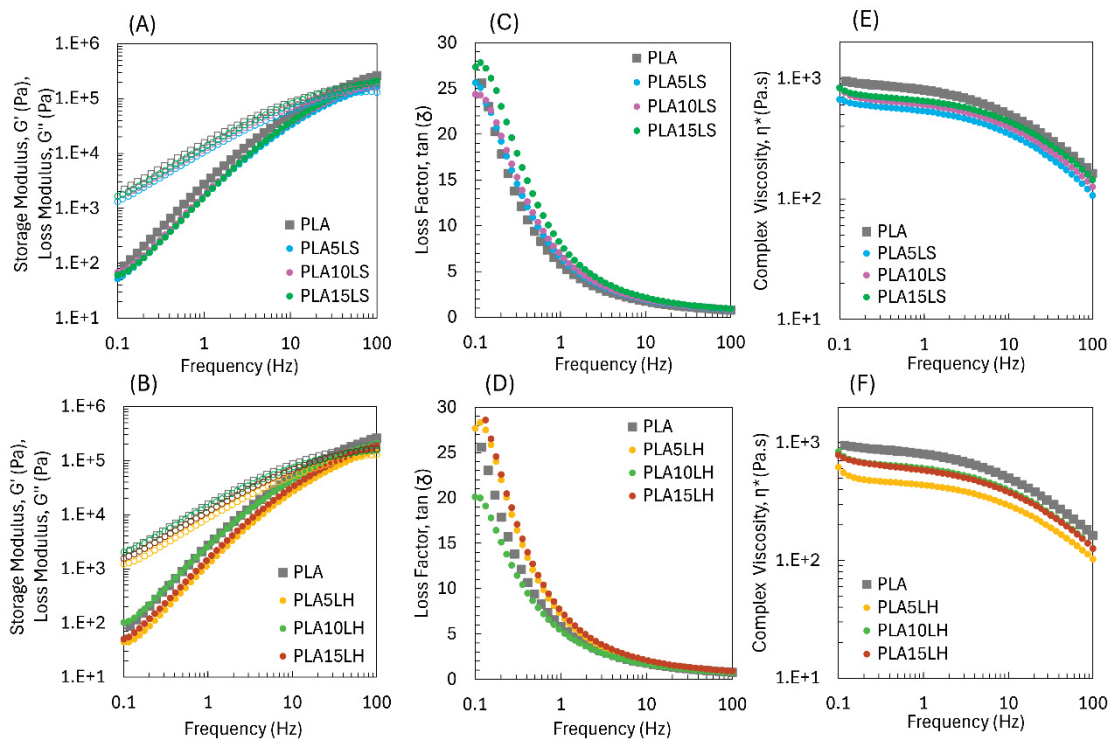 (A)
Storage Modulus, G' (Pa),
Loss Modulus, G" (Pa)
1.E+6
1.E+5
1.E+4
1.E+3
1.E+2
1.E+1
PLA
PLA5LS
PLA10LS
PLA15LS
0.1 1 10 100
Frequency (Hz)
(C)
Loss Factor, tan (ℨ)
30
25
20
15
10
5
0
PLA
PLA5LS
PLA10LS
PLA15LS
0.1 1 10 100
Frequency (Hz)
(E)
Complex Viscosity, η* (Pa.s)
1.E+3
1.E+2
1.E+1
PLA
PLA5LS
PLA10LS
PLA15LS
0.1 1 10 100
Frequency (Hz)
(B)
Storage Modulus, G' (Pa),
Loss Modulus, G" (Pa)
1.E+6
1.E+5
1.E+4
1.E+3
1.E+2
1.E+1
PLA
PLA5LH
PLA10LH
PLA15LH
0.1 1 10 100
Frequency (Hz)
(D)
Loss Factor, tan (ℨ)
30
25
20
15
10
5
0
PLA
PLA5LH
PLA10LH
PLA15LH
0.1 1 10 100
Frequency (Hz)
(F)
Complex Viscosity, η* (Pa.s)
1.E+3
1.E+2
1.E+1
PLA
PLA5LH
PLA10LH
PLA15LH
0.1 1 10 100
Frequency (Hz)